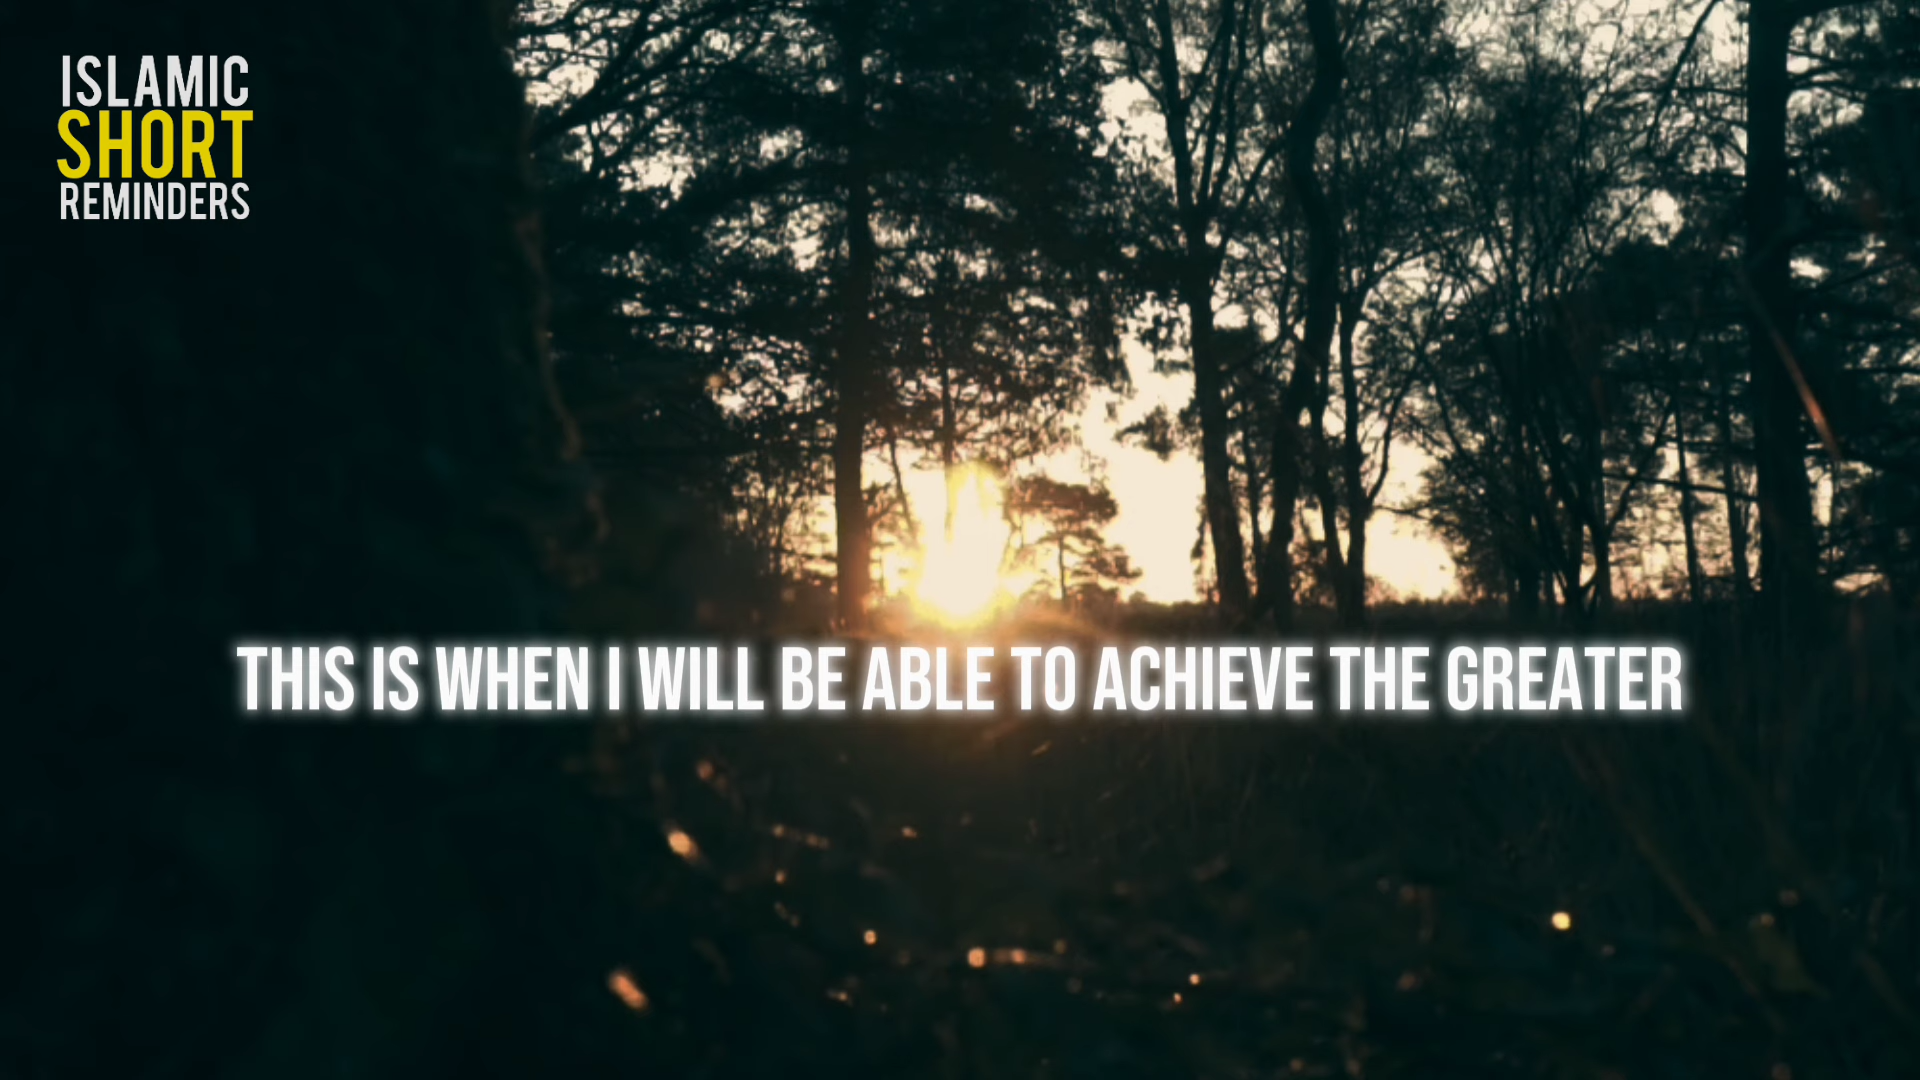 ISLAMIC
SHORT
REMINDERS
THIS IS WHEN I WILL BE ABLE TO ACHIEVE THE GREATER